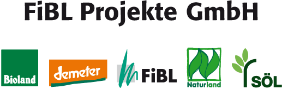 FiBL Projekte GmbH
Bioland demeter FiBL Naturland SÖL